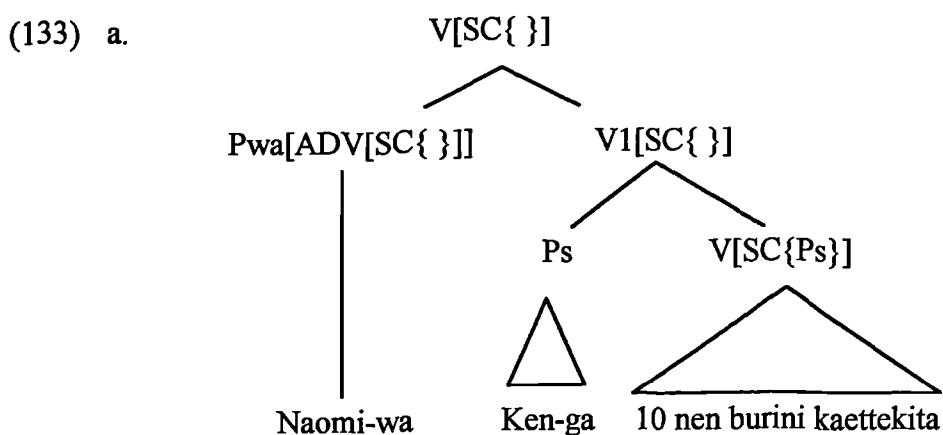 (133) a. V[SC{ }]
Pwa[ADV[SC{ }]] V1[SC{ }]
Ps V[SC{Ps}]
Naomi-wa Ken-ga 10 nen burini kaettekita